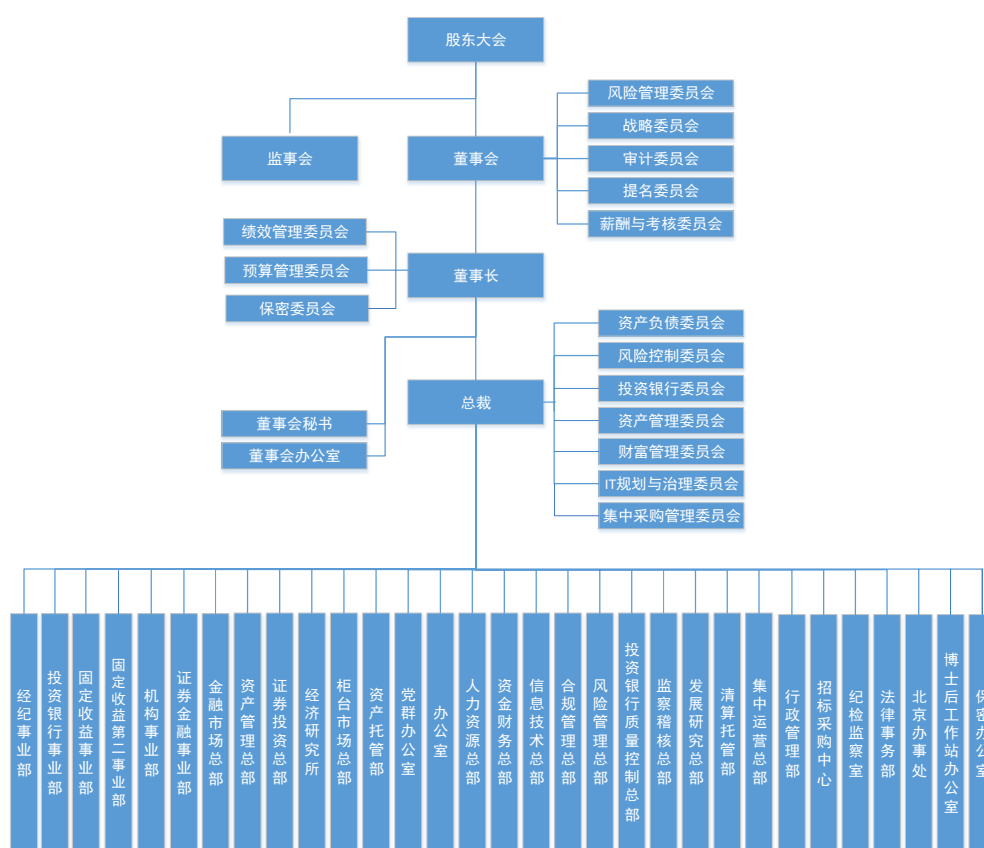 股东大会
监事会
董事会
风险管理委员会
战略委员会
审计委员会
提名委员会
薪酬与考核委员会
绩效管理委员会
预算管理委员会
保密委员会
董事长
资产负债委员会
风险控制委员会
投资银行委员会
资产管理委员会
财富管理委员会
IT规划与治理委员会
集中采购管理委员会
总裁
董事会秘书
董事会办公室
经纪事业部
投资银行事业部
固定收益事业部
固定收益第二事业部
机构事业部
证券金融事业部
金融市场总部
资产管理总部
证券投资总部
经济研究所
柜台市场总部
资产托管部
党群办公室
办公室
人力资源总部
资金财务总部
信息技术总部
合规管理总部
风险管理总部
投资银行质量控制总部
监察稽核总部
发展研究总部
清算托管部
集中运营总部
行政管理部
招标采购中心
纪检监察室
法律事务部
北京办事处
博士后工作站办公室
保密办公室